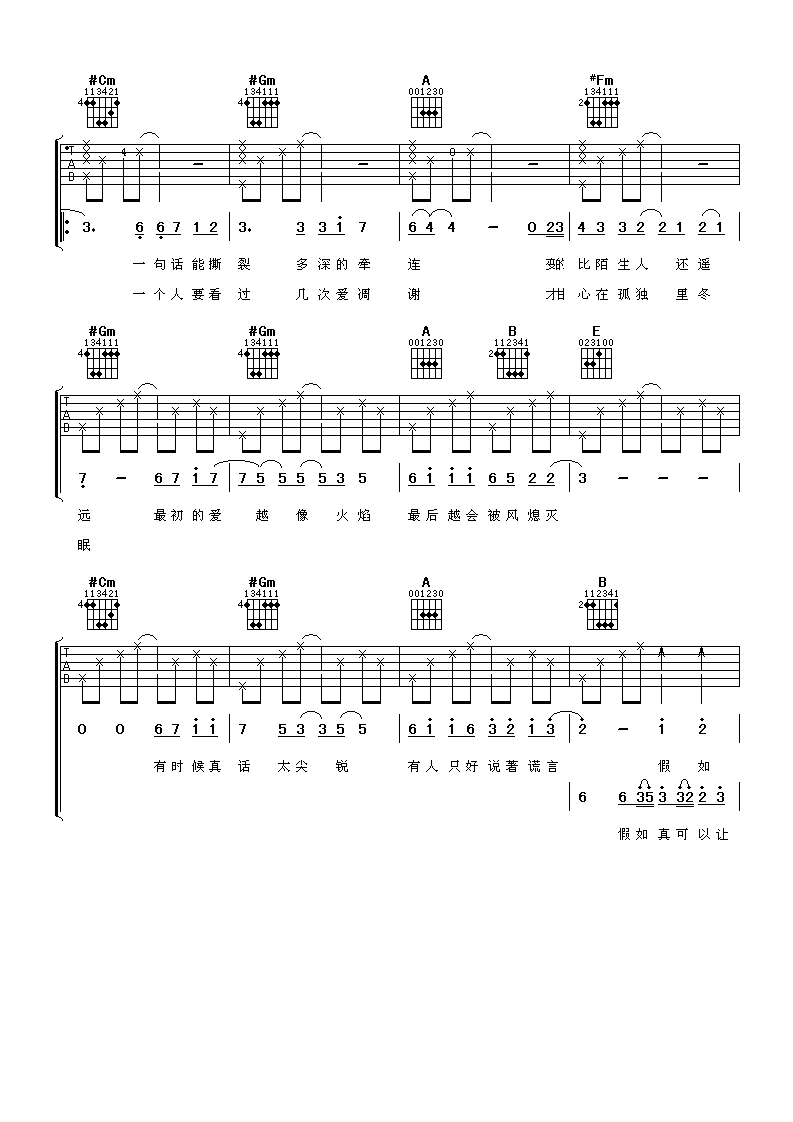 #Cm #Gm A #Fm
113421 134111 001230 134111
4 4 2
T A B 4 0
3. 6 6 7 1 2 3. 3 3 1 7 6 4 4 - 0 23 4 3 3 2 2 1 2 1
一句话能撕 裂 多深的牵 连 变的 比陌生人 还遥
一个人要看 过 几次爱凋 谢 才甘 心在孤独 里冬
#Gm #Gm A B E
134111 134111 001230 112341 023100
4 4 2
T A B
7 - 6 7 1 7 7 5 5 5 5 3 5 6 1 1 1 6 5 2 2 3 - - -
远 最初的爱 越 像 火焰 最后越会被风熄灭
眠
#Cm #Gm A B
113421 134111 001230 112341
4 4 2
T A B
0 0 6 7 1 1 7 5 3 3 5 5 6 1 1 6 3 2 1 3 2 - 1 2
有时候真 话 太尖 锐 有人只好说著谎言 假 如
6 6 35 3 32 2 3
假如真可以让